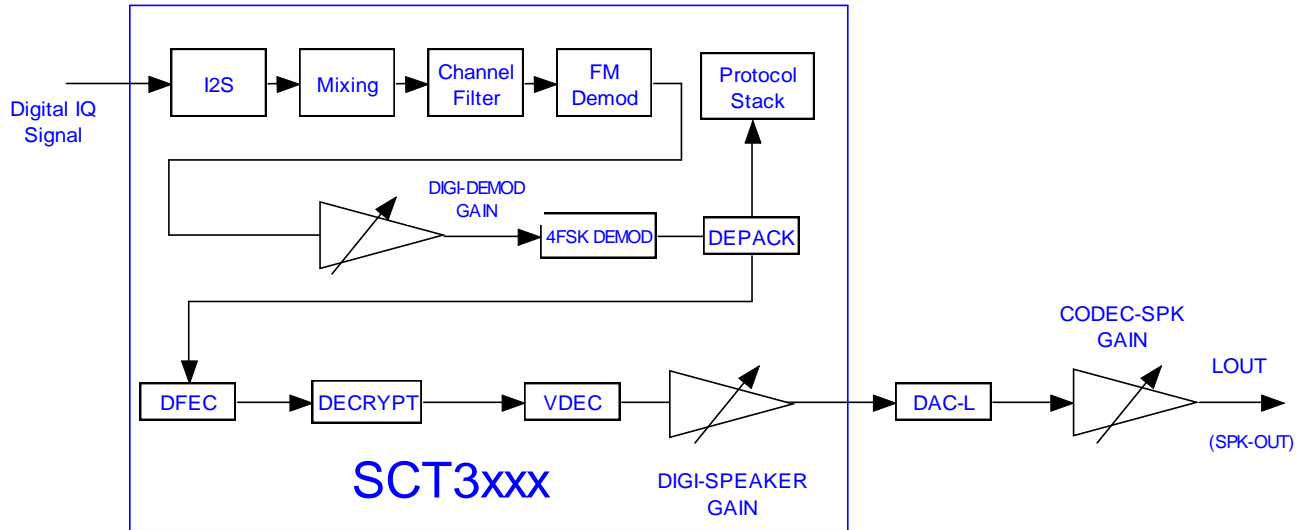 I2S
Mixing
Channel
Filter
FM
Demod
Protocol
Stack
Digital IQ
Signal
DIGI-DEMOD
GAIN
4FSK DEMOD
DEPACK
CODEC-SPK
GAIN
LOUT
DFEC
DECRYPT
VDEC
DAC-L
(SPK-OUT)
SCT3xxx
DIGI-SPEAKER
GAIN